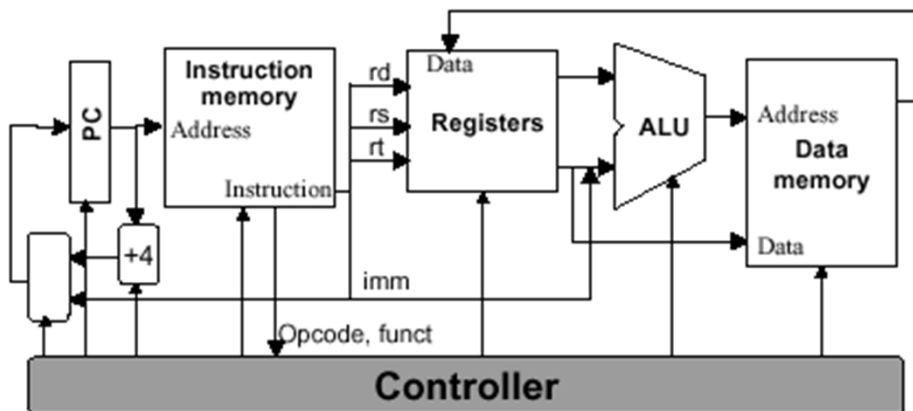 Instruction
memory
PC
Address
Instruction
+4
rd
rs
rt
imm
Opcode, funct
Data
Registers
ALU
Address
Data
memory
Data
Controller